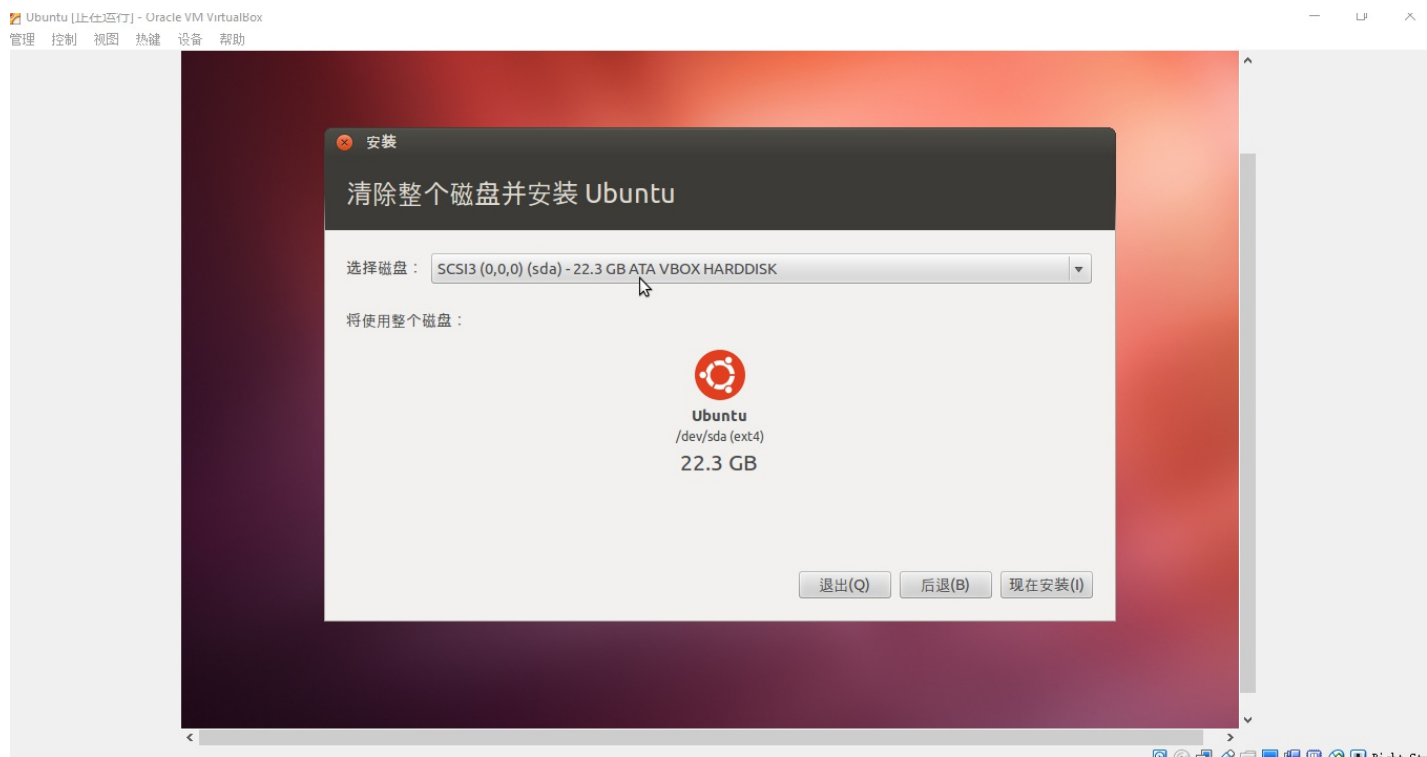 Ubuntu [正在运行] - Oracle VM VirtualBox
管理 控制 视图 热键 设备 帮助
安装
清除整个磁盘并安装 Ubuntu
选择磁盘： SCSI3 (0,0,0) (sda) - 22.3 GB ATA VBOX HARDDISK
将使用整个磁盘：
Ubuntu
/dev/sda (ext4)
22.3 GB
退出(Q) 后退(B) 现在安装(I)